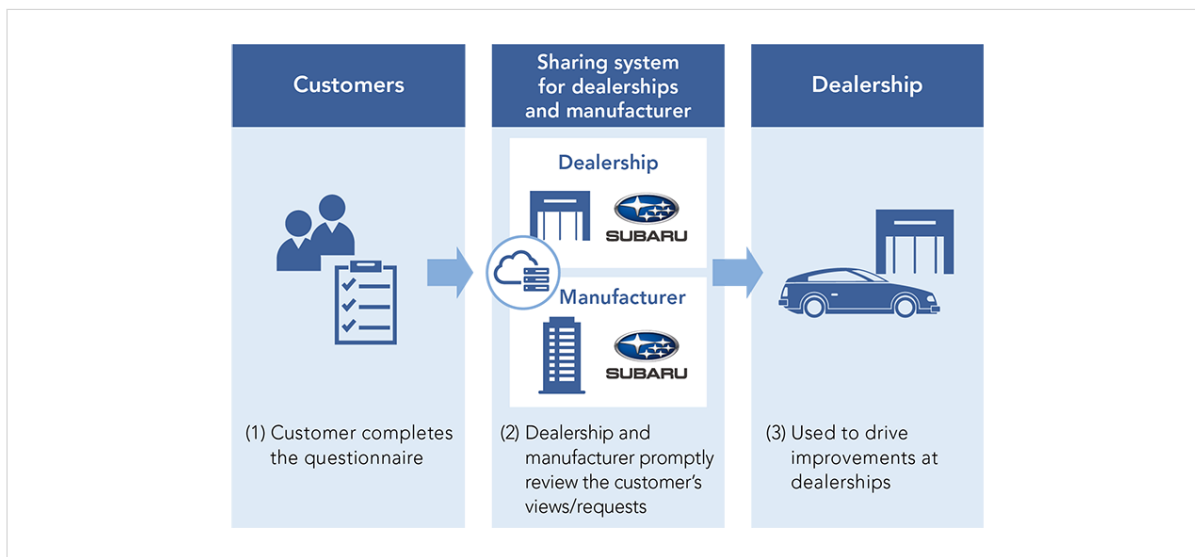 Customers
Sharing system
for dealerships
and manufacturer
Dealership
Dealership
SUBARU
Manufacturer
SUBARU
(1) Customer completes
the questionnaire
(2) Dealership and
manufacturer promptly
review the customer's
views/requests
(3) Used to drive
improvements at
dealerships